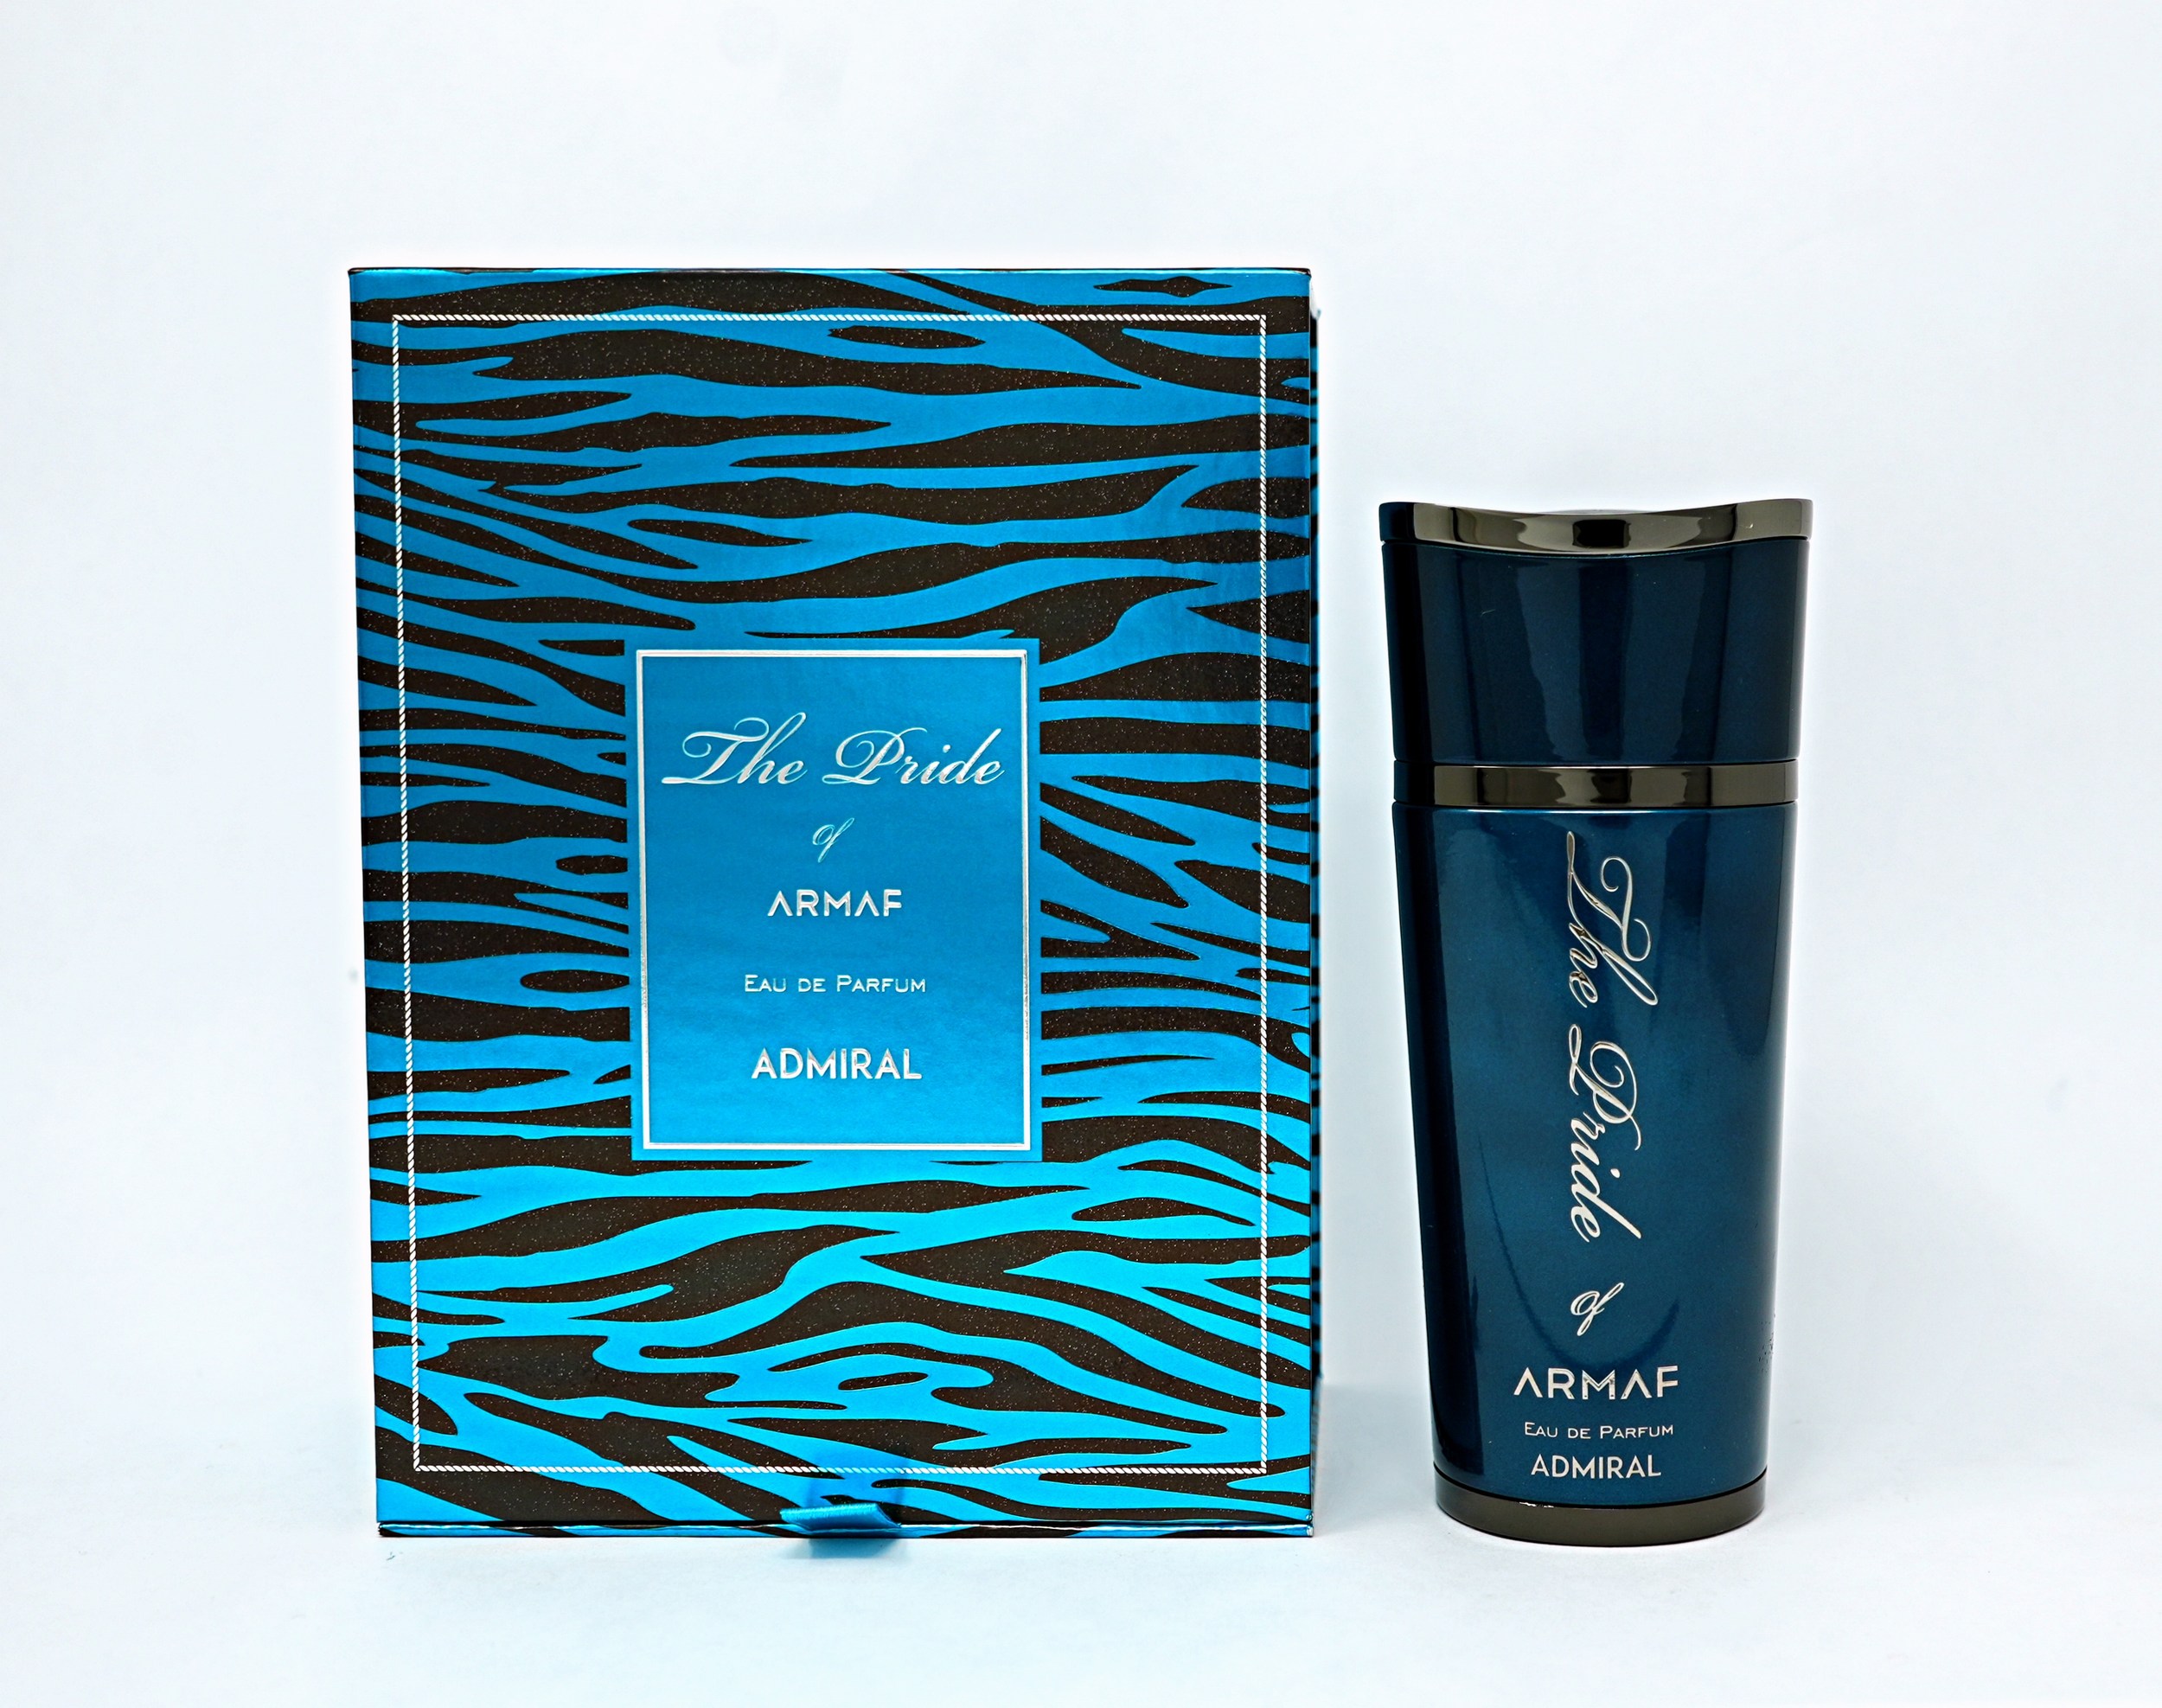 The Pride
of
ARMAF
EAU DE PARFUM
ADMIRAL
The Pride of
ARMAF
EAU DE PARFUM
ADMIRAL